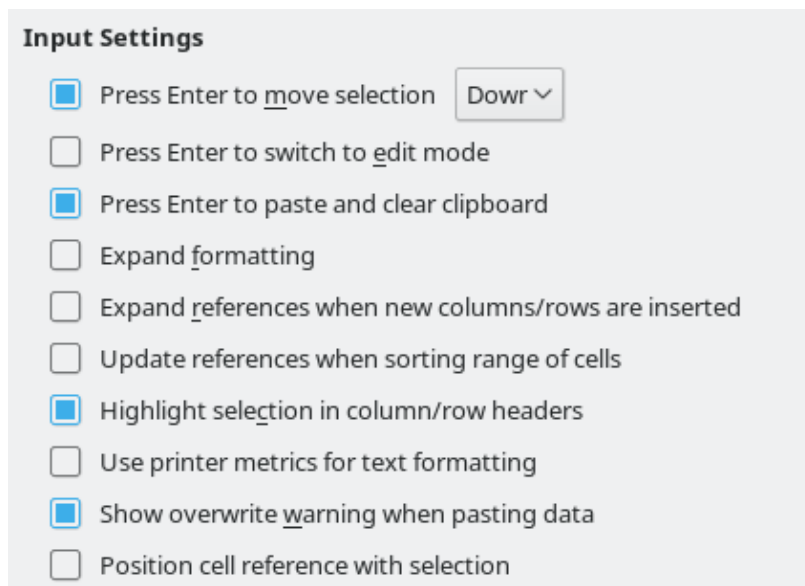 Input Settings
Press Enter to move selection Dowr
Press Enter to switch to edit mode
Press Enter to paste and clear clipboard
Expand formatting
Expand references when new columns/rows are inserted
Update references when sorting range of cells
Highlight selection in column/row headers
Use printer metrics for text formatting
Show overwrite warning when pasting data
Position cell reference with selection